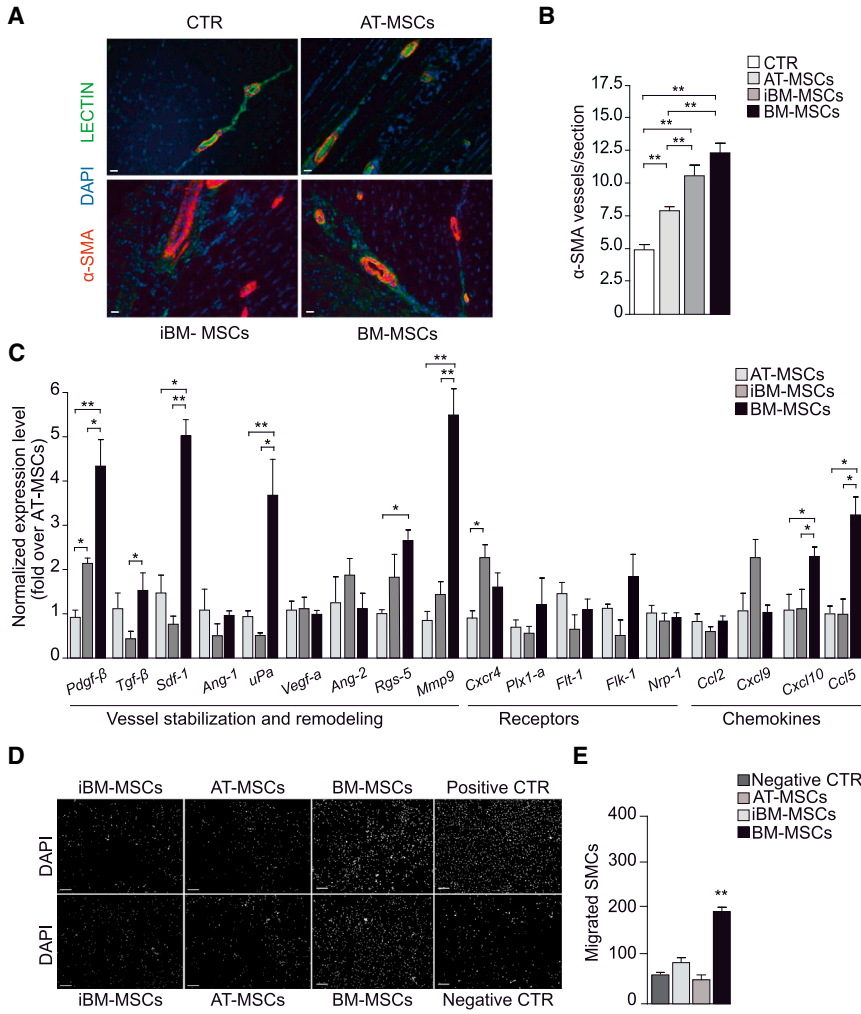 A
CTR
AT-MSCs
LECTIN
DAPI
α-SMA
iBM- MSCs
BM-MSCs
B
CTR
AT-MSCs
iBM-MSCs
BM-MSCs
α-SMA vessels/section
17.5
15.0
12.5
10.0
7.5
5.0
2.5
0
**
**
**
**
**
C
AT-MSCs
iBM-MSCs
BM-MSCs
Normalized expression level
(fold over AT-MSCs)
6
5
4
3
2
1
0
**
*
*
*
*
**
**
*
*
**
**
*
*
*
*
*
Pdgf-β
Tgf-β
Sdf-1
Ang-1
uPa
Vegf-a
Ang-2
Rgs-5
Mmp9
Cxcr4
Plx1-a
Flt-1
Flk-1
Nrp-1
Ccl2
Cxcl9
Cxcl10
Ccl5
Vessel stabilization and remodeling
Receptors
Chemokines
D
iBM-MSCs
AT-MSCs
BM-MSCs
Positive CTR
DAPI
DAPI
iBM-MSCs
AT-MSCs
BM-MSCs
Negative CTR
E
Negative CTR
AT-MSCs
iBM-MSCs
BM-MSCs
Migrated SMCs
400
300
200
100
0
**